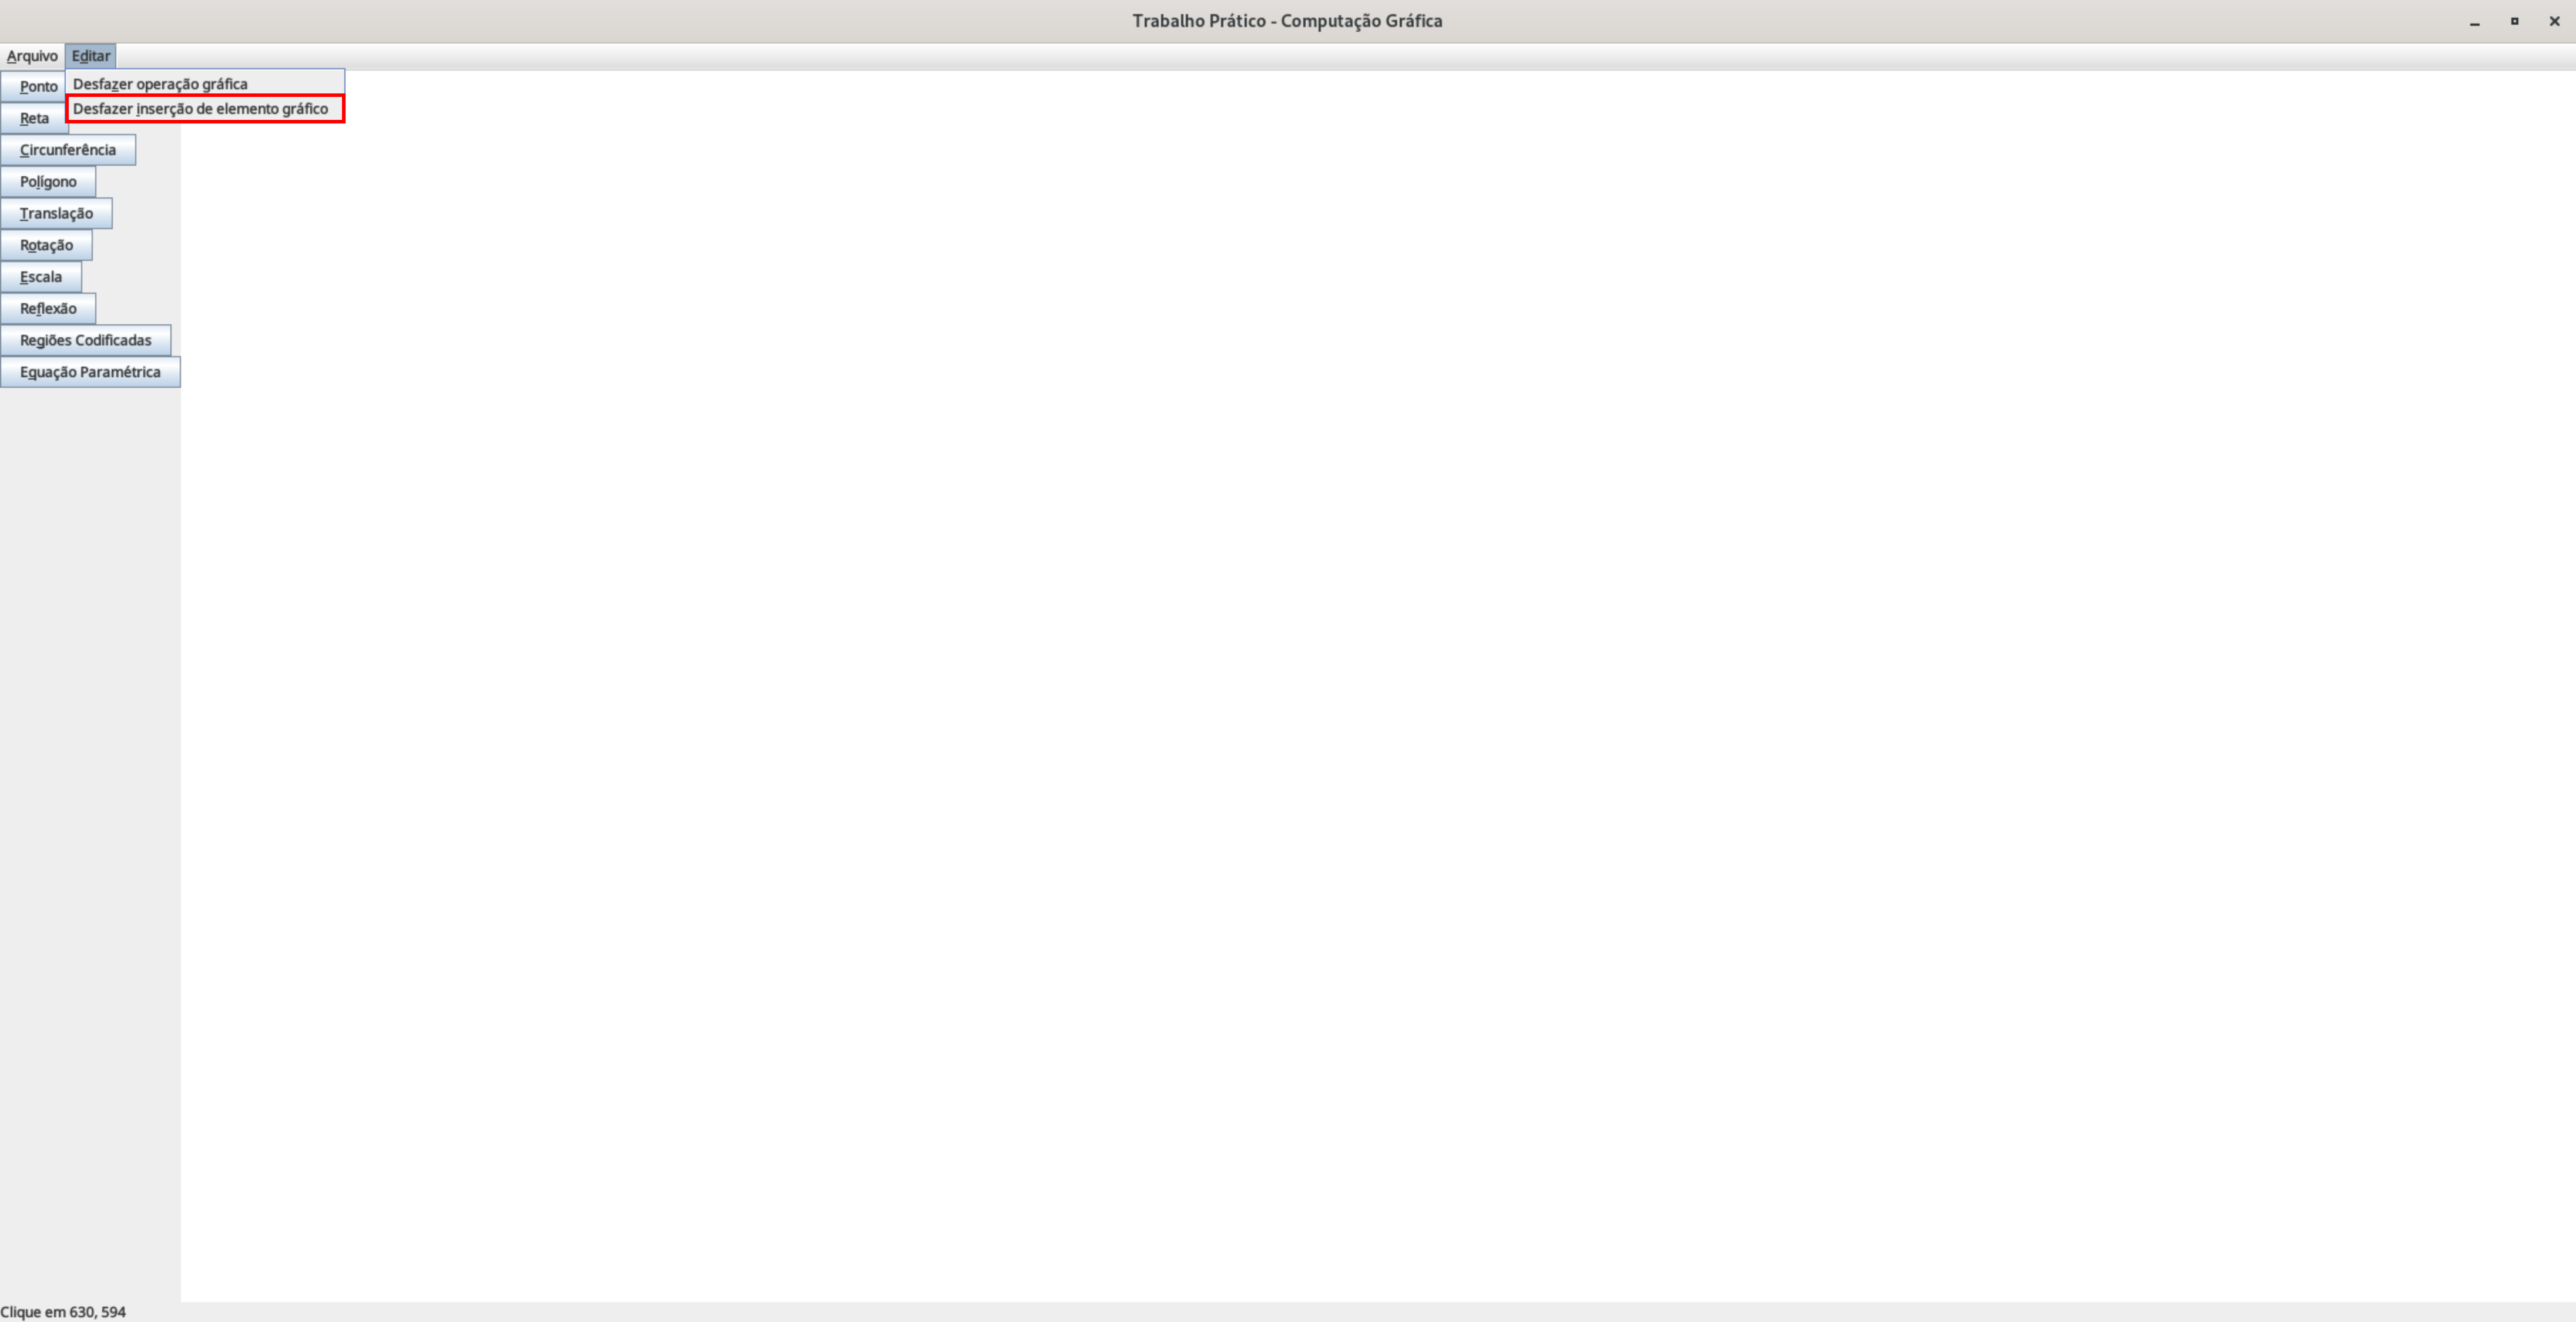 Trabalho Prático - Computação Gráfica
Arquivo Editar
Desfazer operação gráfica
Desfazer inserção de elemento gráfico
Ponto
Reta
Circunferência
Polígono
Translação
Rotação
Escala
Reflexão
Regiões Codificadas
Equação Paramétrica
Clique em 630, 594